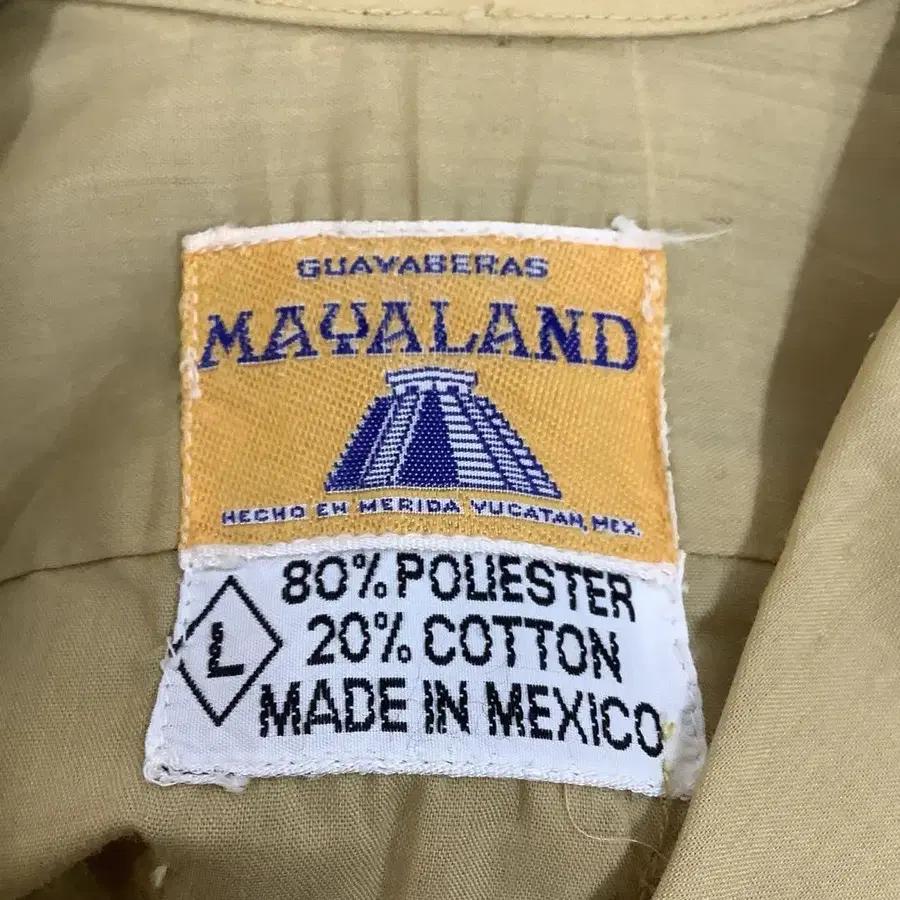 GUAYABERAS
MAYALAND
HECHO EN MERIDA YUCATAN, MEX.
80% POLIESTER
L 20% COTTON
MADE IN MEXICO